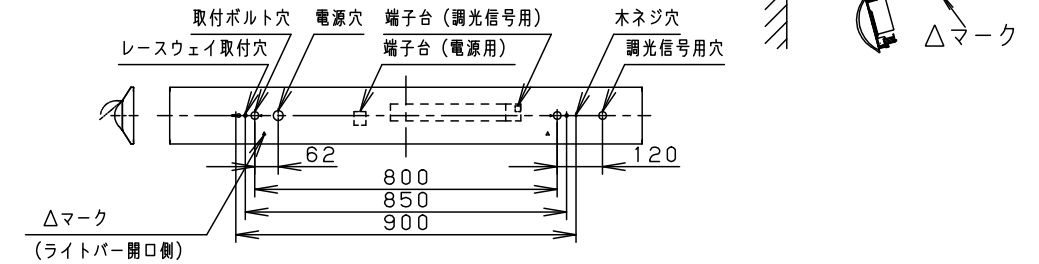 取付ボルト穴
電源穴
端子台（調光信号用）
木ネジ穴
レースウェイ取付穴
端子台（電源用）
調光信号用穴
△マーク
62
120
800
850
900
△マーク
(ライトバー開口側)